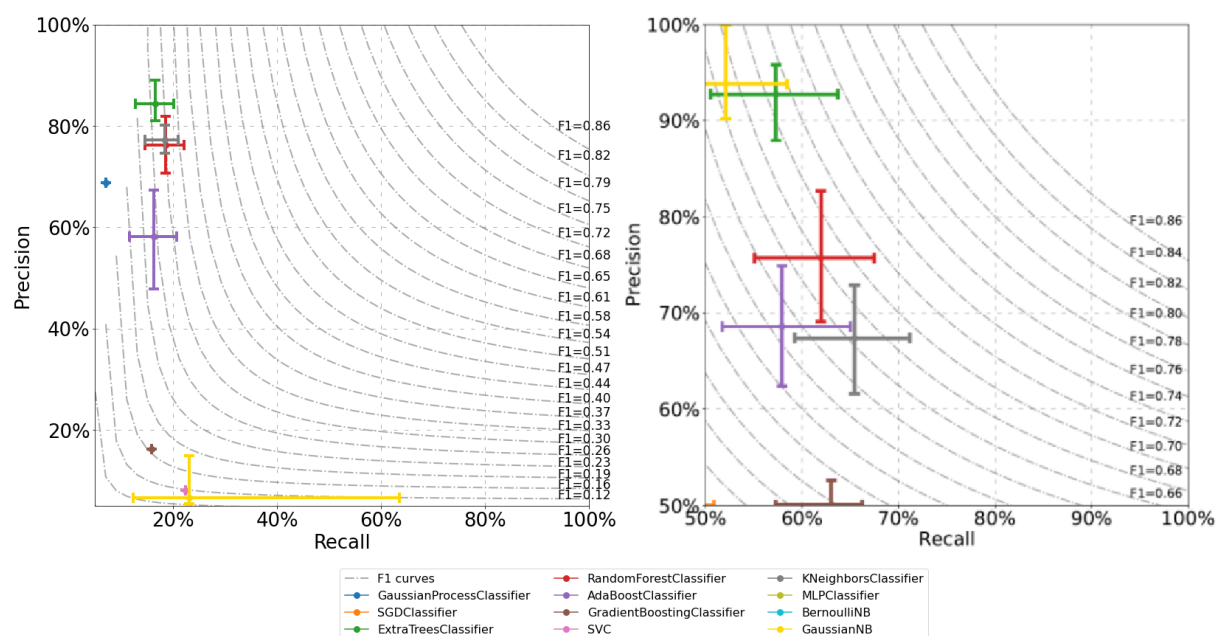 100%
80%
60%
40%
20%
Precision
F1=0.86
F1=0.82
F1=0.79
F1=0.75
F1=0.72
F1=0.68
F1=0.65
F1=0.61
F1=0.58
F1=0.54
F1=0.51
F1=0.47
F1=0.44
F1=0.40
F1=0.37
F1=0.33
F1=0.30
F1=0.26
F1=0.23
F1=0.19
F1=0.16
F1=0.12
20% 40% 60% 80% 100%
Recall
100%
90%
80%
70%
60%
50%
Precision
F1=0.86
F1=0.84
F1=0.82
F1=0.80
F1=0.78
F1=0.76
F1=0.74
F1=0.72
F1=0.70
F1=0.68
F1=0.66
50% 60% 70% 80% 90% 100%
Recall
F1 curves
GaussianProcessClassifier
SGDClassifier
ExtraTreesClassifier
RandomForestClassifier
AdaBoostClassifier
GradientBoostingClassifier
SVC
KNeighborsClassifier
MLPClassifier
BernoulliNB
GaussianNB